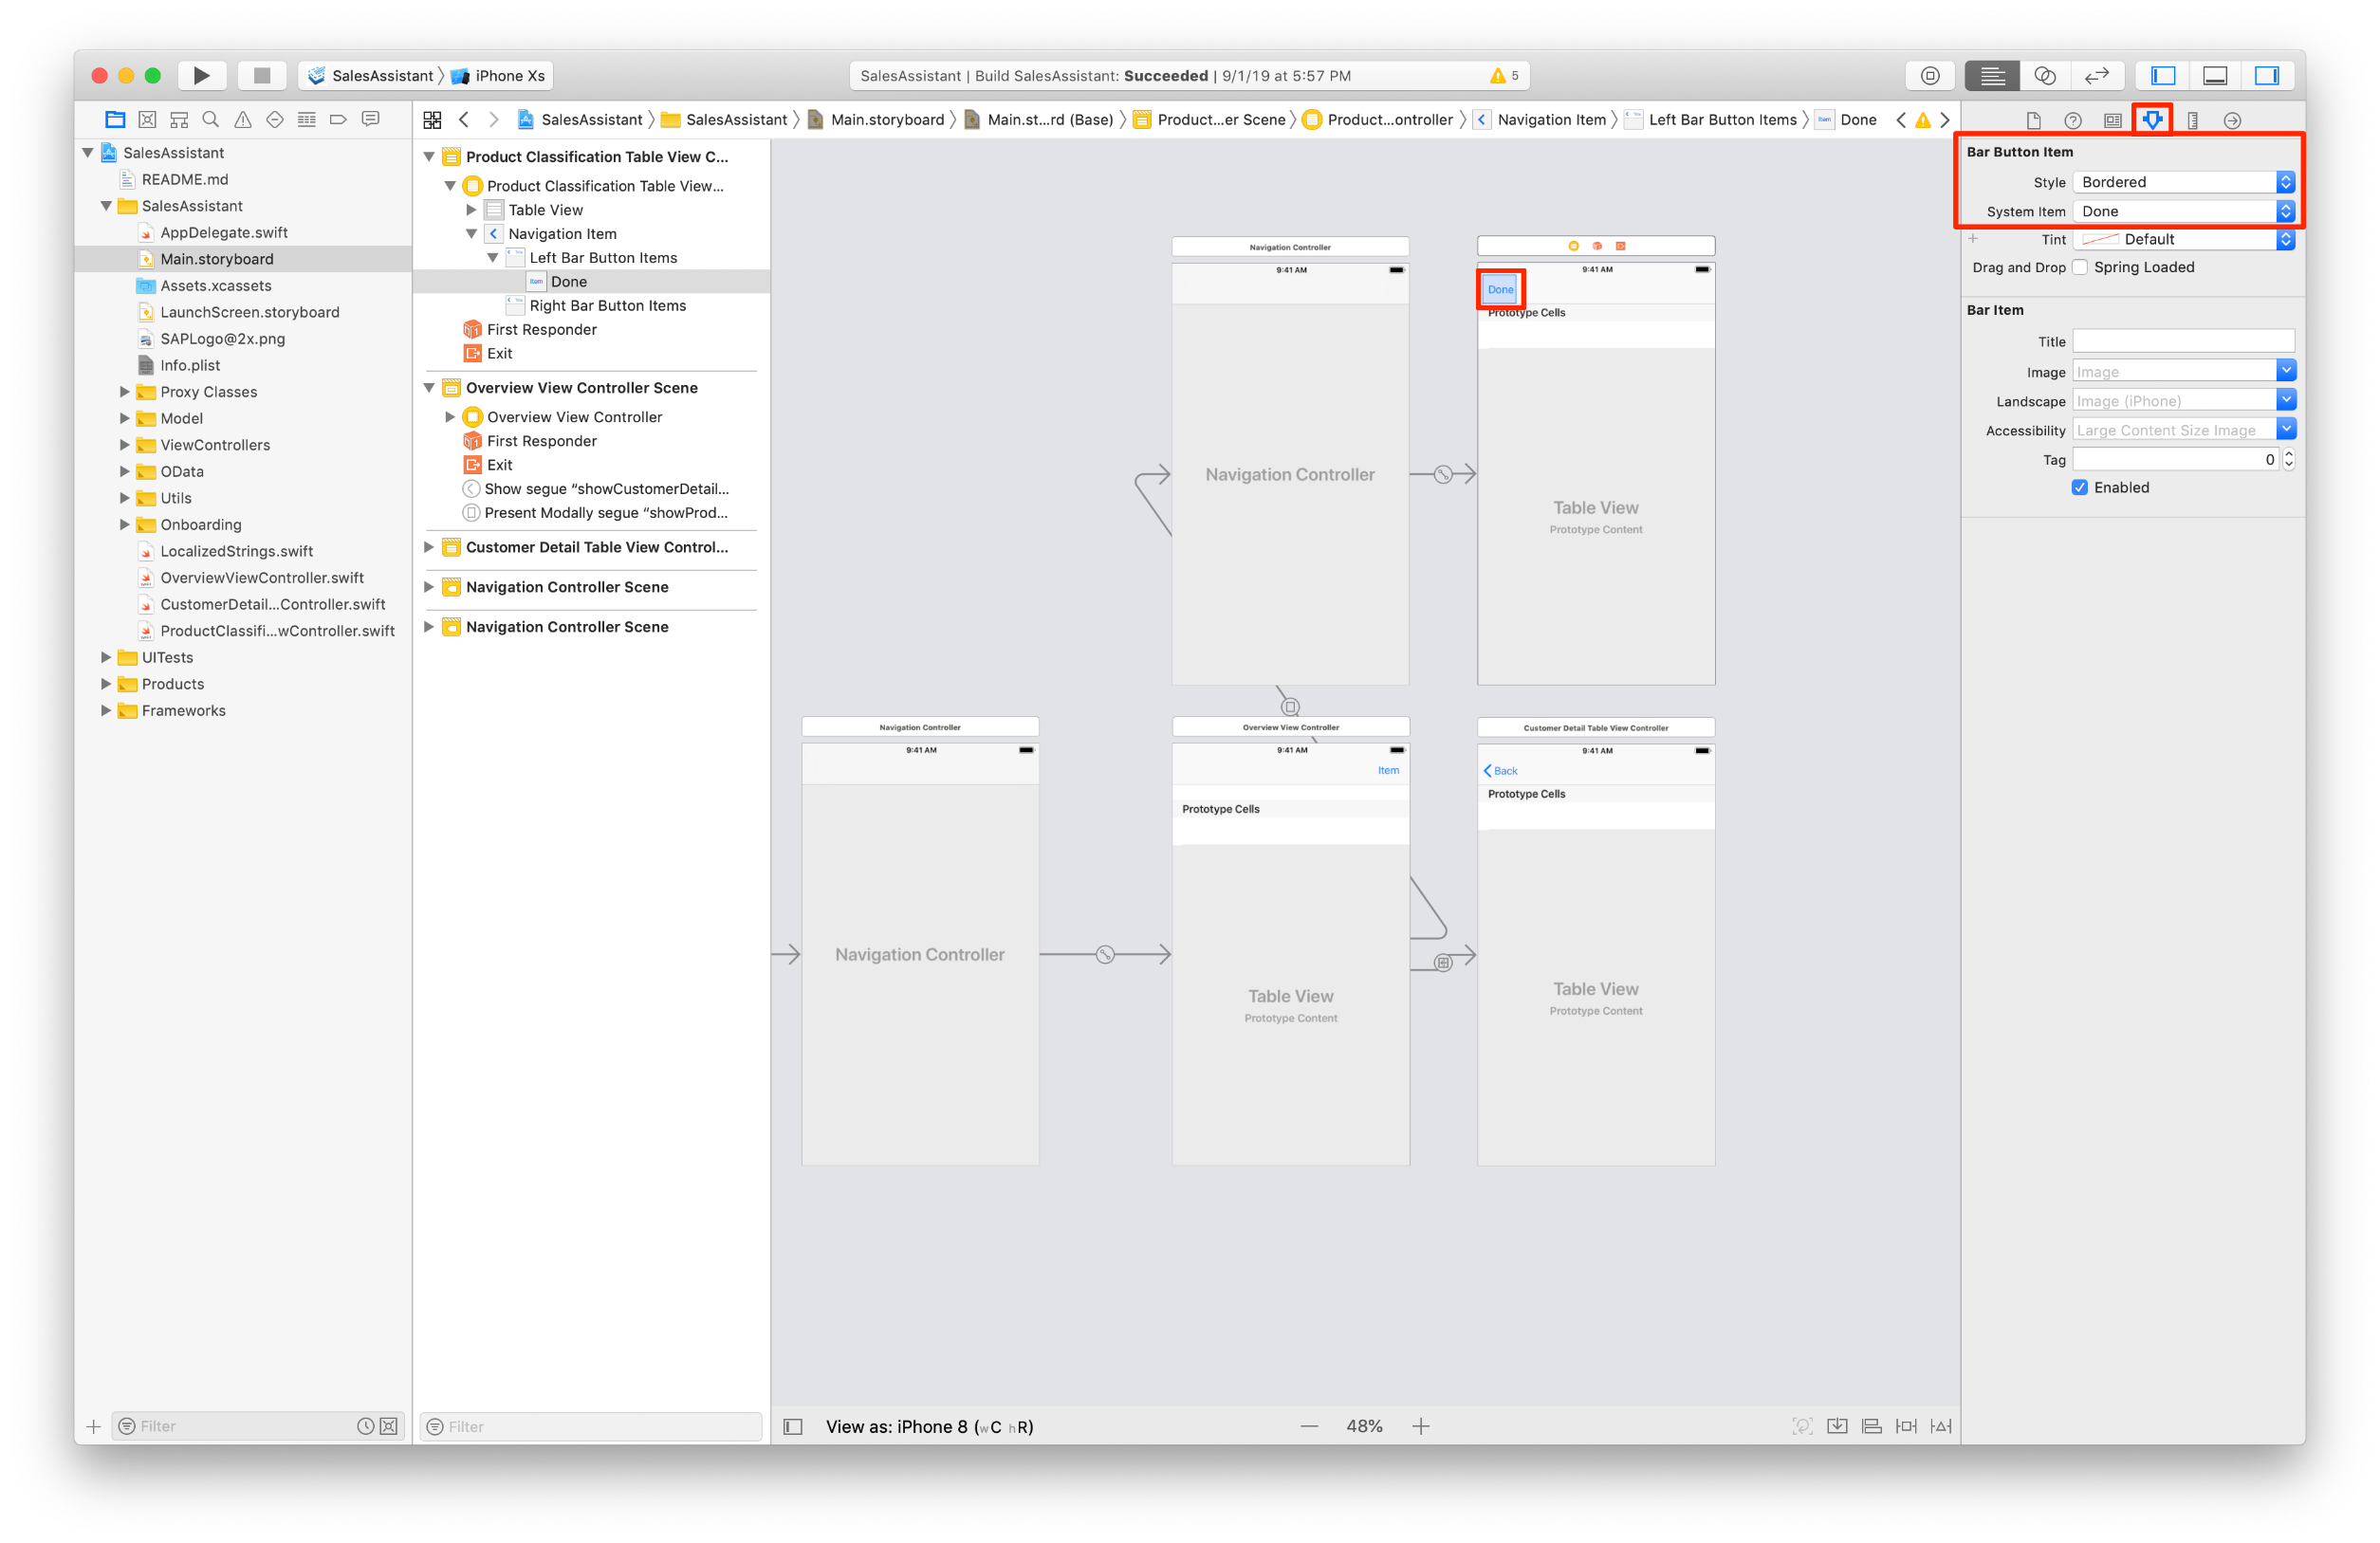 SalesAssistant 〉 iPhone Xs
SalesAssistant | Build SalesAssistant: Succeeded | 9/1/19 at 5:57 PM
5
SalesAssistant
README.md
SalesAssistant
AppDelegate.swift
Main.storyboard
Assets.xcassets
LaunchScreen.storyboard
SAPLogo@2x.png
Info.plist
Proxy Classes
Model
ViewControllers
OData
Utils
Onboarding
LocalizedStrings.swift
OverviewViewController.swift
CustomerDetail...Controller.swift
ProductClassifi...wController.swift
UITests
Products
Frameworks
Filter
SalesAssistant 〉 SalesAssistant 〉 Main.storyboard 〉 Main.st...rd (Base) 〉 Product...er Scene 〉 Product...ontroller 〉 Navigation Item 〉 Left Bar Button Items 〉 Done
Product Classification Table View C...
Product Classification Table View...
Table View
Navigation Item
Left Bar Button Items
Item Done
Right Bar Button Items
First Responder
Exit
Overview View Controller Scene
Overview View Controller
First Responder
Exit
Show segue “showCustomerDetail...
Present Modally segue “showProd...
Customer Detail Table View Control...
Navigation Controller Scene
Navigation Controller Scene
Filter
Navigation Controller
9:41 AM
Navigation Controller
9:41 AM
Done
Prototype Cells
Table View
Prototype Content
Navigation Controller
9:41 AM
Navigation Controller
Overview View Controller
9:41 AM
Item
Prototype Cells
Table View
Prototype Content
Customer Detail Table View Controller
9:41 AM
Back
Prototype Cells
Table View
Prototype Content
View as: iPhone 8 (wC hR)
48%
Bar Button Item
Style Bordered
System Item Done
Tint Default
Drag and Drop Spring Loaded
Bar Item
Title
Image Image
Landscape Image (iPhone)
Accessibility Large Content Size Image
Tag 0
Enabled